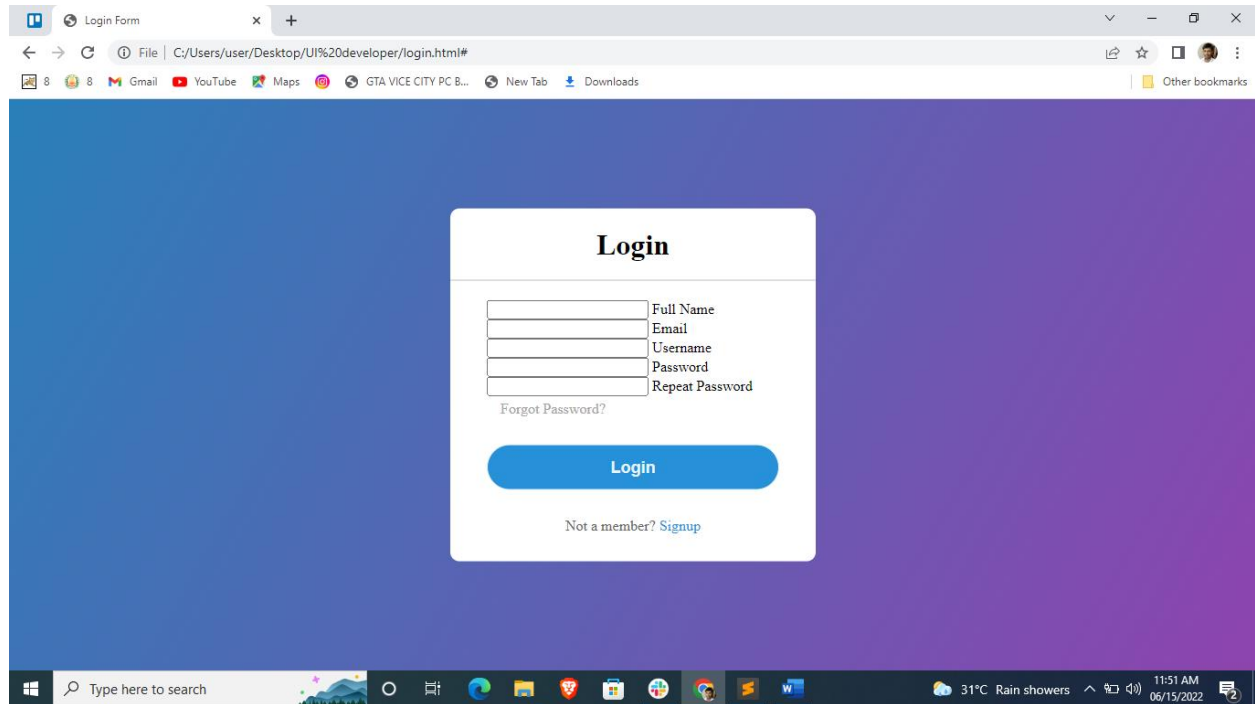 Login Form
File C:/Users/user/Desktop/UI%20developer/login.html#
8 8 Gmail YouTube Maps GTA VICE CITY PC B... New Tab Downloads Other bookmarks
Login
Full Name
Email
Username
Password
Repeat Password
Forgot Password?
Login
Not a member? Signup
Type here to search 31°C Rain showers 11:51 AM
06/15/2022 2